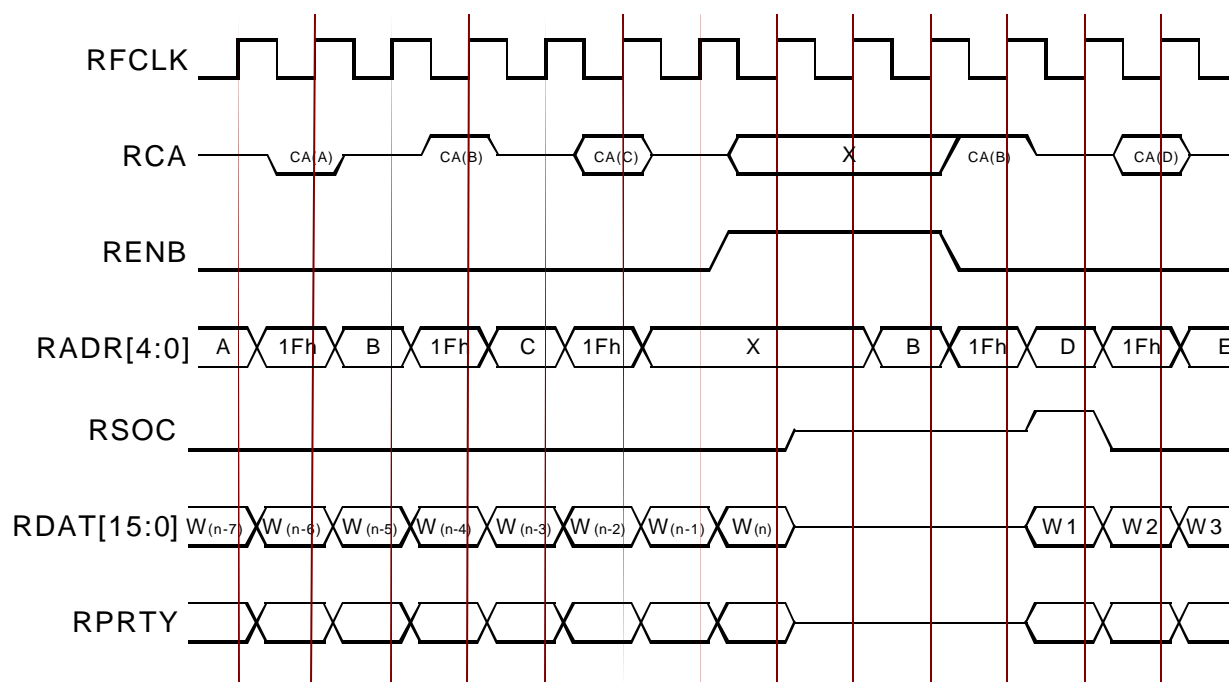 RFCLK
RCA CA(A) CA(B) CA(C) X CA(B) CA(D)
RENB
RADR[4:0] A 1Fh B 1Fh C 1Fh X B 1Fh D 1Fh E
RSOC
RDAT[15:0] W(n-7) W(n-6) W(n-5) W(n-4) W(n-3) W(n-2) W(n-1) W(n) W1 W2 W3
RPRTY